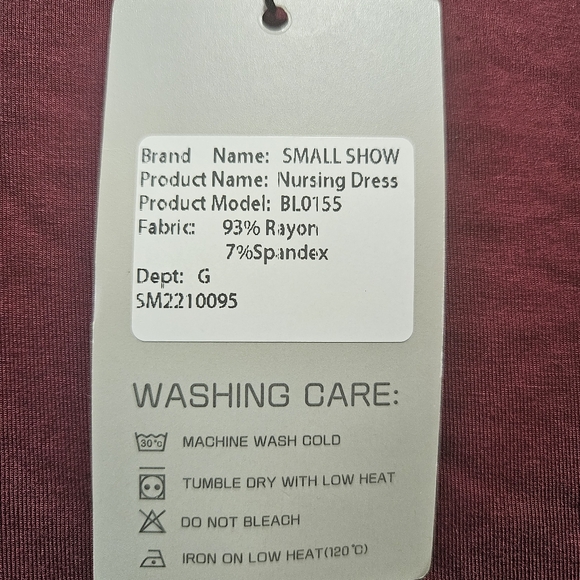 Brand Name: SMALL SHOW
Product Name: Nursing Dress
Product Model: BL0155
Fabric: 93% Rayon
7%Spandex
Dept: G
SM2210095
WASHING CARE:
30°C MACHINE WASH COLD
TUMBLE DRY WITH LOW HEAT
DO NOT BLEACH
IRON ON LOW HEAT(120℃)